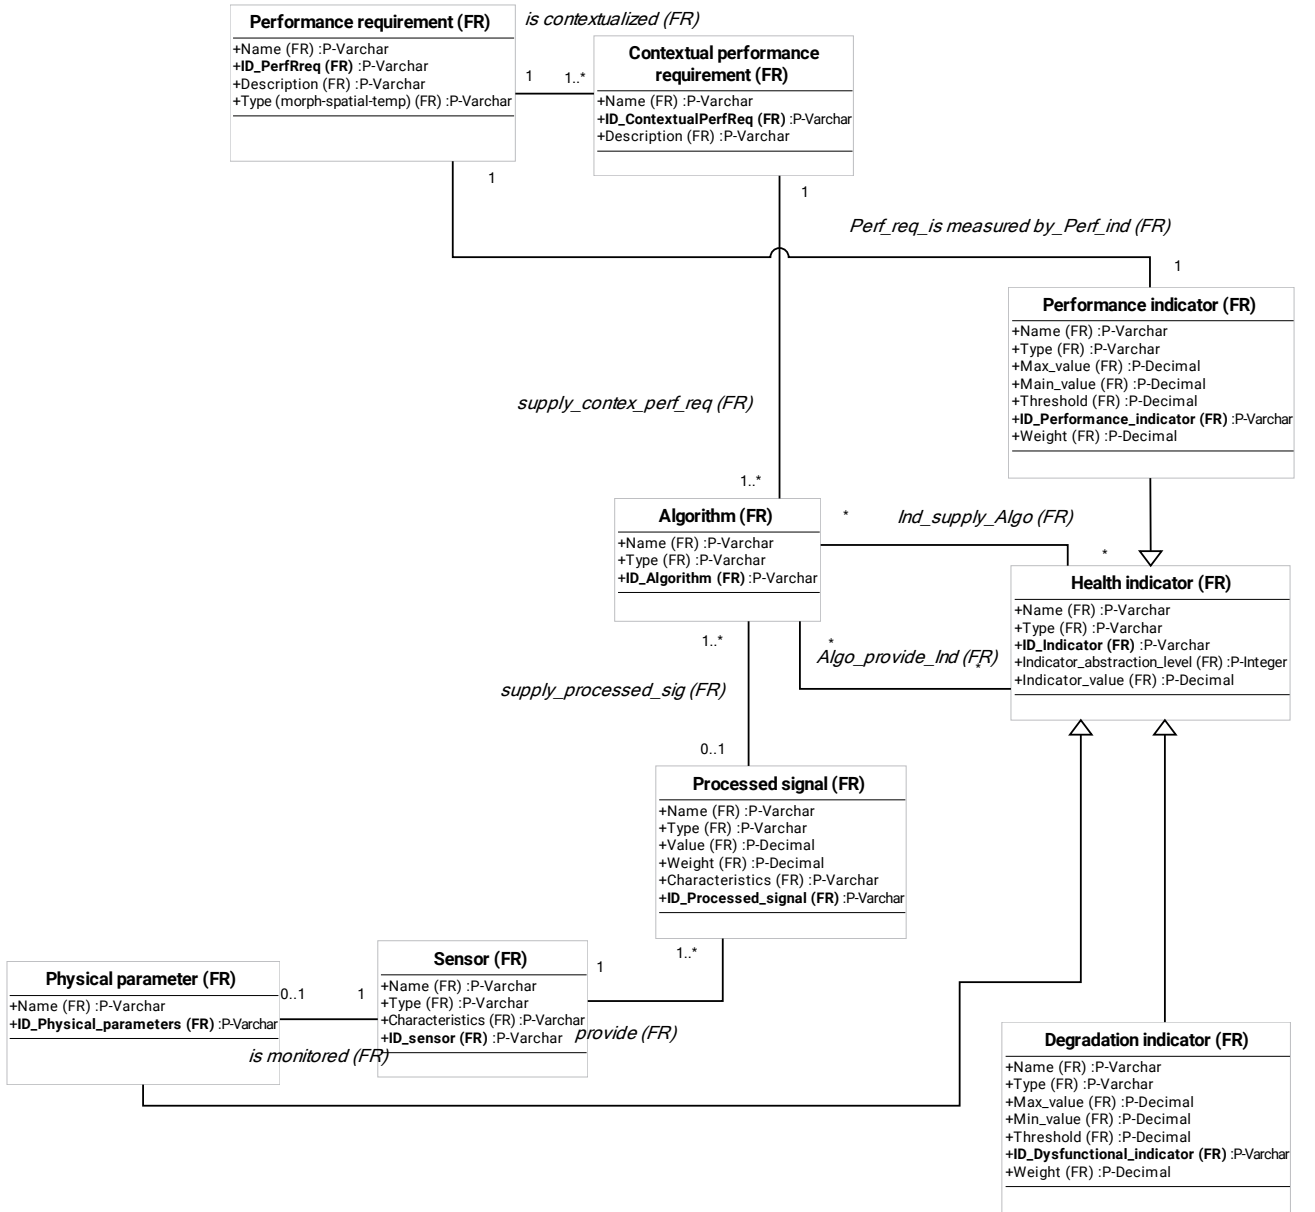 Performance requirement (FR)
+Name (FR) :P-Varchar
+ID_PerfRreq (FR) :P-Varchar
+Description (FR) :P-Varchar
+Type (morph-spatial-temp) (FR) :P-Varchar
is contextualized (FR)
1
1..*
Contextual performance
requirement (FR)
+Name (FR) :P-Varchar
+ID_ContextualPerfReq (FR) :P-Varchar
+Description (FR) :P-Varchar
1
1
Perf_req_is measured by_Perf_ind (FR)
1
Performance indicator (FR)
+Name (FR) :P-Varchar
+Type (FR) :P-Varchar
+Max_value (FR) :P-Decimal
+Main_value (FR) :P-Decimal
+Threshold (FR) :P-Decimal
+ID_Performance_indicator (FR) :P-Varchar
+Weight (FR) :P-Decimal
supply_contex_perf_req (FR)
1..*
Algorithm (FR)
+Name (FR) :P-Varchar
+Type (FR) :P-Varchar
+ID_Algorithm (FR) :P-Varchar
*
Ind_supply_Algo (FR)
*
Health indicator (FR)
+Name (FR) :P-Varchar
+Type (FR) :P-Varchar
+ID_Indicator (FR) :P-Varchar
+Indicator_abstraction_level (FR) :P-Integer
+Indicator_value (FR) :P-Decimal
1..*
*
Algo_provide_Ind (FR)
*
supply_processed_sig (FR)
0..1
Processed signal (FR)
+Name (FR) :P-Varchar
+Type (FR) :P-Varchar
+Value (FR) :P-Decimal
+Weight (FR) :P-Decimal
+Characteristics (FR) :P-Varchar
+ID_Processed_signal (FR) :P-Varchar
1..*
Physical parameter (FR)
+Name (FR) :P-Varchar
+ID_Physical_parameters (FR) :P-Varchar
0..1
1
is monitored (FR)
Sensor (FR)
+Name (FR) :P-Varchar
+Type (FR) :P-Varchar
+Characteristics (FR) :P-Varchar
+ID_sensor (FR) :P-Varchar
1
provide (FR)
Degradation indicator (FR)
+Name (FR) :P-Varchar
+Type (FR) :P-Varchar
+Max_value (FR) :P-Decimal
+Min_value (FR) :P-Decimal
+Threshold (FR) :P-Decimal
+ID_Dysfunctional_indicator (FR) :P-Varchar
+Weight (FR) :P-Decimal